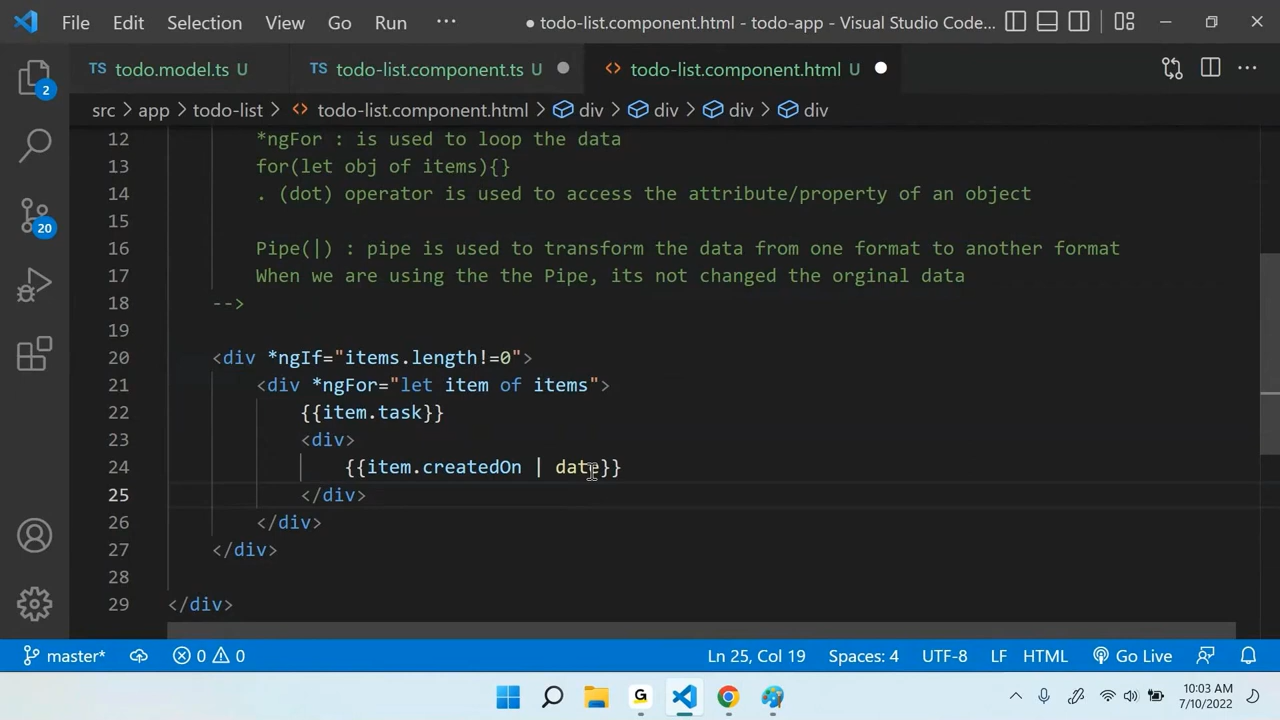 File Edit Selection View Go Run ··· ● todo-list.component.html - todo-app - Visual Studio Code...
TS todo.model.ts U TS todo-list.component.ts U ● <> todo-list.component.html U ●
src > app > todo-list > <> todo-list.component.html > div > div > div > div
12 *ngFor : is used to loop the data
13 for(let obj of items){}
14 . (dot) operator is used to access the attribute/property of an object
15
16 Pipe(|) : pipe is used to transform the data from one format to another format
17 When we are using the the Pipe, its not changed the orginal data
18 -->
19
20 <div *ngIf="items.length!=0">
21 <div *ngFor="let item of items">
22 {{item.task}}
23 <div>
24 {{item.createdOn | date}}
25 </div>
26 </div>
27 </div>
28
29 </div>
2
20
master* 0 0 Ln 25, Col 19 Spaces: 4 UTF-8 LF HTML Go Live
G
10:03 AM
7/10/2022